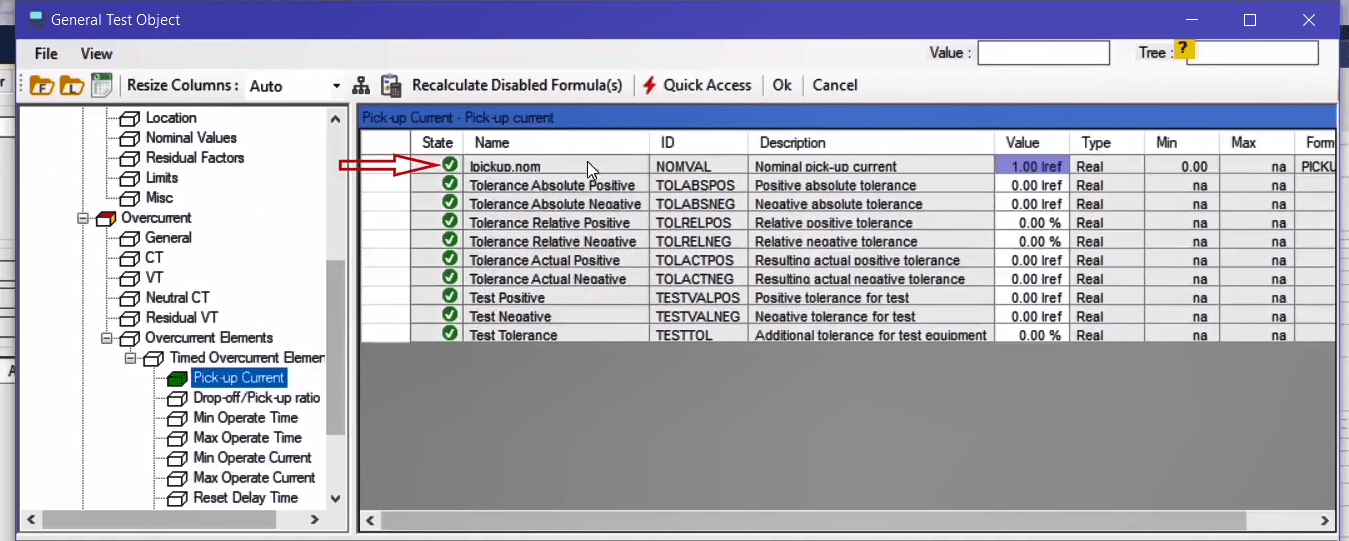 General Test Object
File View Value : Tree : ?
F L Resize Columns : Auto Recalculate Disabled Formula(s) Quick Access Ok Cancel
Location
Nominal Values
Residual Factors
Limits
Misc
Overcurrent
General
CT
VT
Neutral CT
Residual VT
Overcurrent Elements
Timed Overcurrent Elemer
Pick-up Current
Drop-off/Pick-up ratio
Min Operate Time
Max Operate Time
Min Operate Current
Max Operate Current
Reset Delay Time
Pick-up Current - Pick-up current
State Name ID Description Value Type Min Max Form
Ipickup.nom NOMVAL Nominal pick-up current 1.00 Iref Real 0.00 na PICKU
Tolerance Absolute Positive TOLABSPOS Positive absolute tolerance 0.00 Iref Real na na
Tolerance Absolute Negative TOLABSNEG Negative absolute tolerance 0.00 Iref Real na na
Tolerance Relative Positive TOLRELPOS Relative positive tolerance 0.00 % Real na na
Tolerance Relative Negative TOLRELNEG Relative negative tolerance 0.00 % Real na na
Tolerance Actual Positive TOLACTPOS Resulting actual positive tolerance 0.00 Iref Real na na
Tolerance Actual Negative TOLACTNEG Resulting actual negative tolerance 0.00 Iref Real na na
Test Positive TESTVALPOS Positive tolerance for test 0.00 Iref Real na na
Test Negative TESTVALNEG Negative tolerance for test 0.00 Iref Real na na
Test Tolerance TESTTOL Additional tolerance for test equipment 0.00 % Real na na